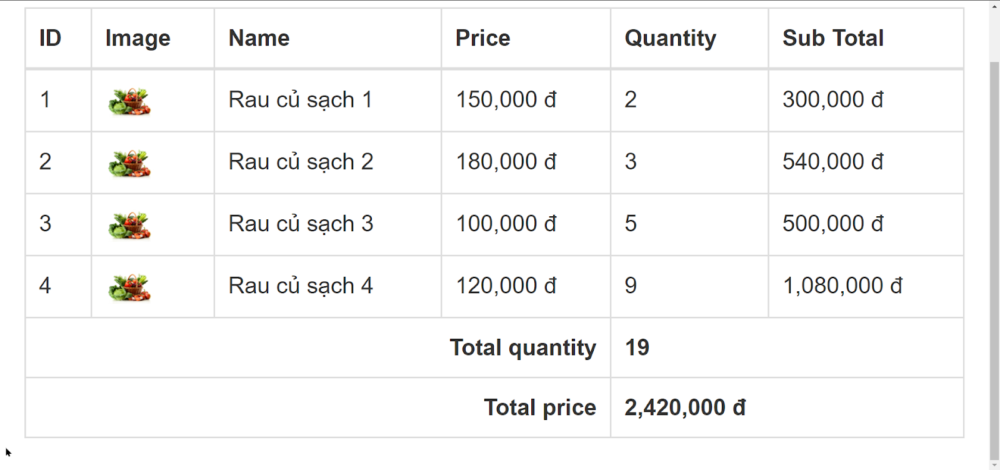 ID Image Name Price Quantity Sub Total
1 Rau củ sạch 1 150,000 đ 2 300,000 đ
2 Rau củ sạch 2 180,000 đ 3 540,000 đ
3 Rau củ sạch 3 100,000 đ 5 500,000 đ
4 Rau củ sạch 4 120,000 đ 9 1,080,000 đ
Total quantity 19
Total price 2,420,000 đ